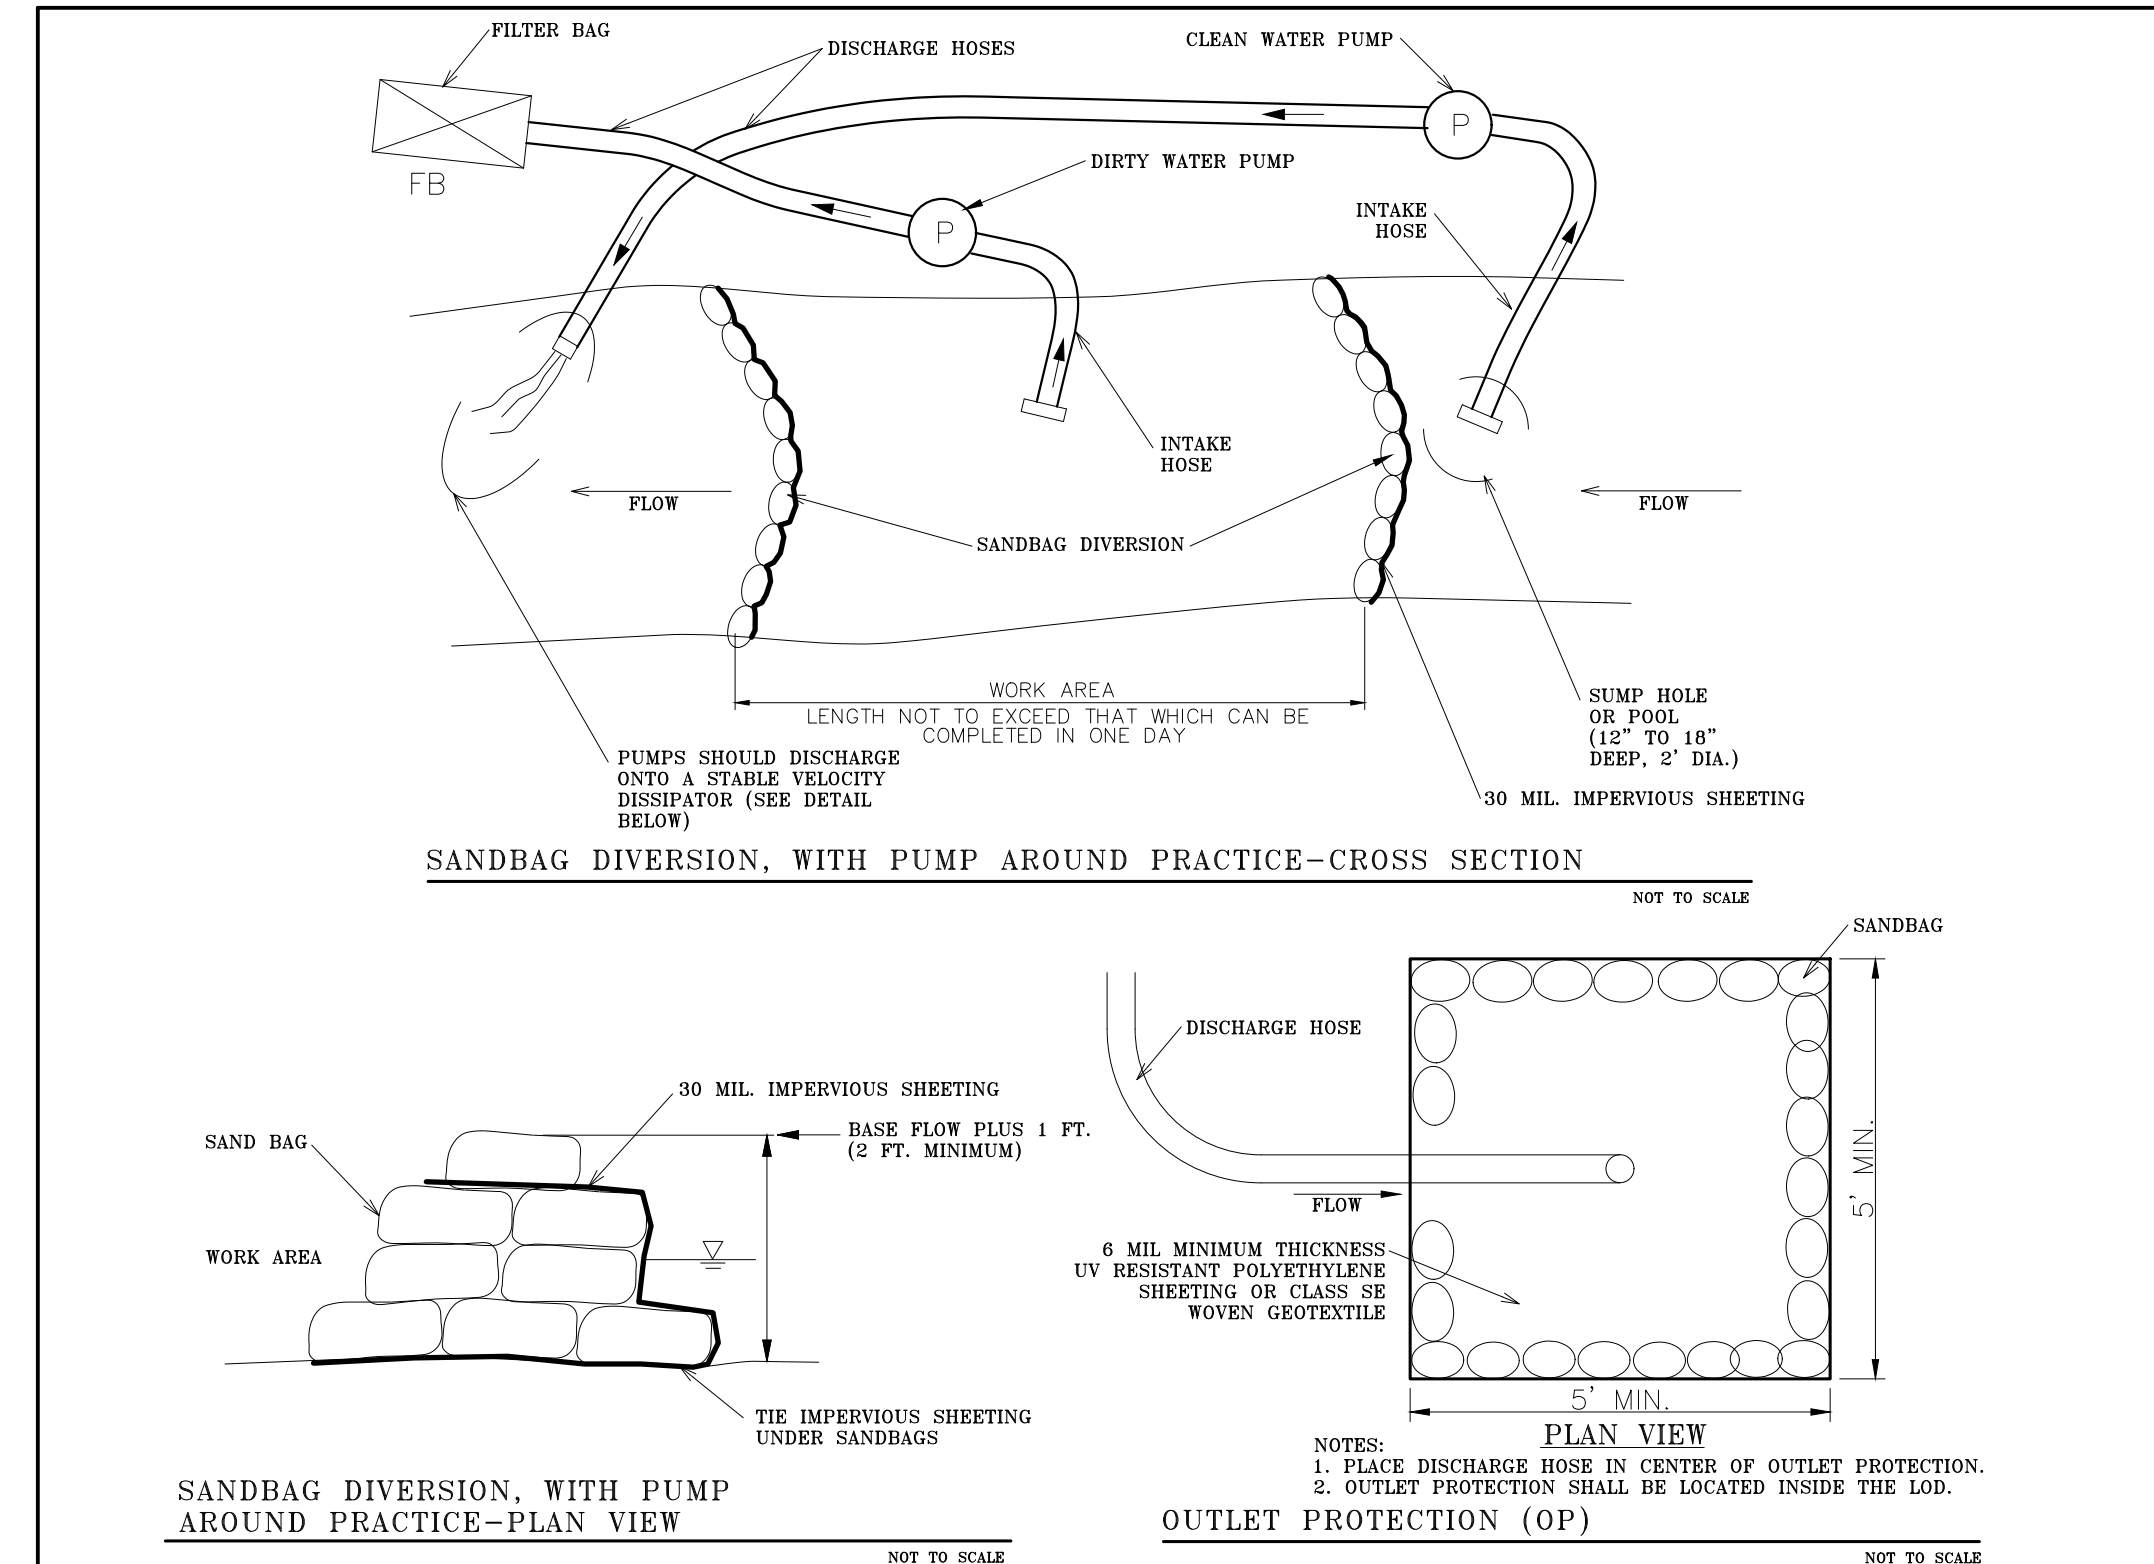 FILTER BAG
DISCHARGE HOSES
CLEAN WATER PUMP
P
DIRTY WATER PUMP
FB
P
INTAKE
HOSE
INTAKE
HOSE
FLOW
FLOW
SANDBAG DIVERSION
WORK AREA
LENGTH NOT TO EXCEED THAT WHICH CAN BE
COMPLETED IN ONE DAY
SUMP HOLE
OR POOL
(12" TO 18"
DEEP, 2' DIA.)
PUMPS SHOULD DISCHARGE
ONTO A STABLE VELOCITY
DISSIPATOR (SEE DETAIL
BELOW)
30 MIL. IMPERVIOUS SHEETING
SANDBAG DIVERSION, WITH PUMP AROUND PRACTICE-CROSS SECTION
NOT TO SCALE
30 MIL. IMPERVIOUS SHEETING
BASE FLOW PLUS 1 FT.
(2 FT. MINIMUM)
SAND BAG
WORK AREA
TIE IMPERVIOUS SHEETING
UNDER SANDBAGS
SANDBAG DIVERSION, WITH PUMP
AROUND PRACTICE-PLAN VIEW
NOT TO SCALE
SANDBAG
DISCHARGE HOSE
FLOW
6 MIL MINIMUM THICKNESS
UV RESISTANT POLYETHYLENE
SHEETING OR CLASS SE
WOVEN GEOTEXTILE
5' MIN.
5' MIN.
PLAN VIEW
NOTES:
1. PLACE DISCHARGE HOSE IN CENTER OF OUTLET PROTECTION.
2. OUTLET PROTECTION SHALL BE LOCATED INSIDE THE LOD.
OUTLET PROTECTION (OP)
NOT TO SCALE